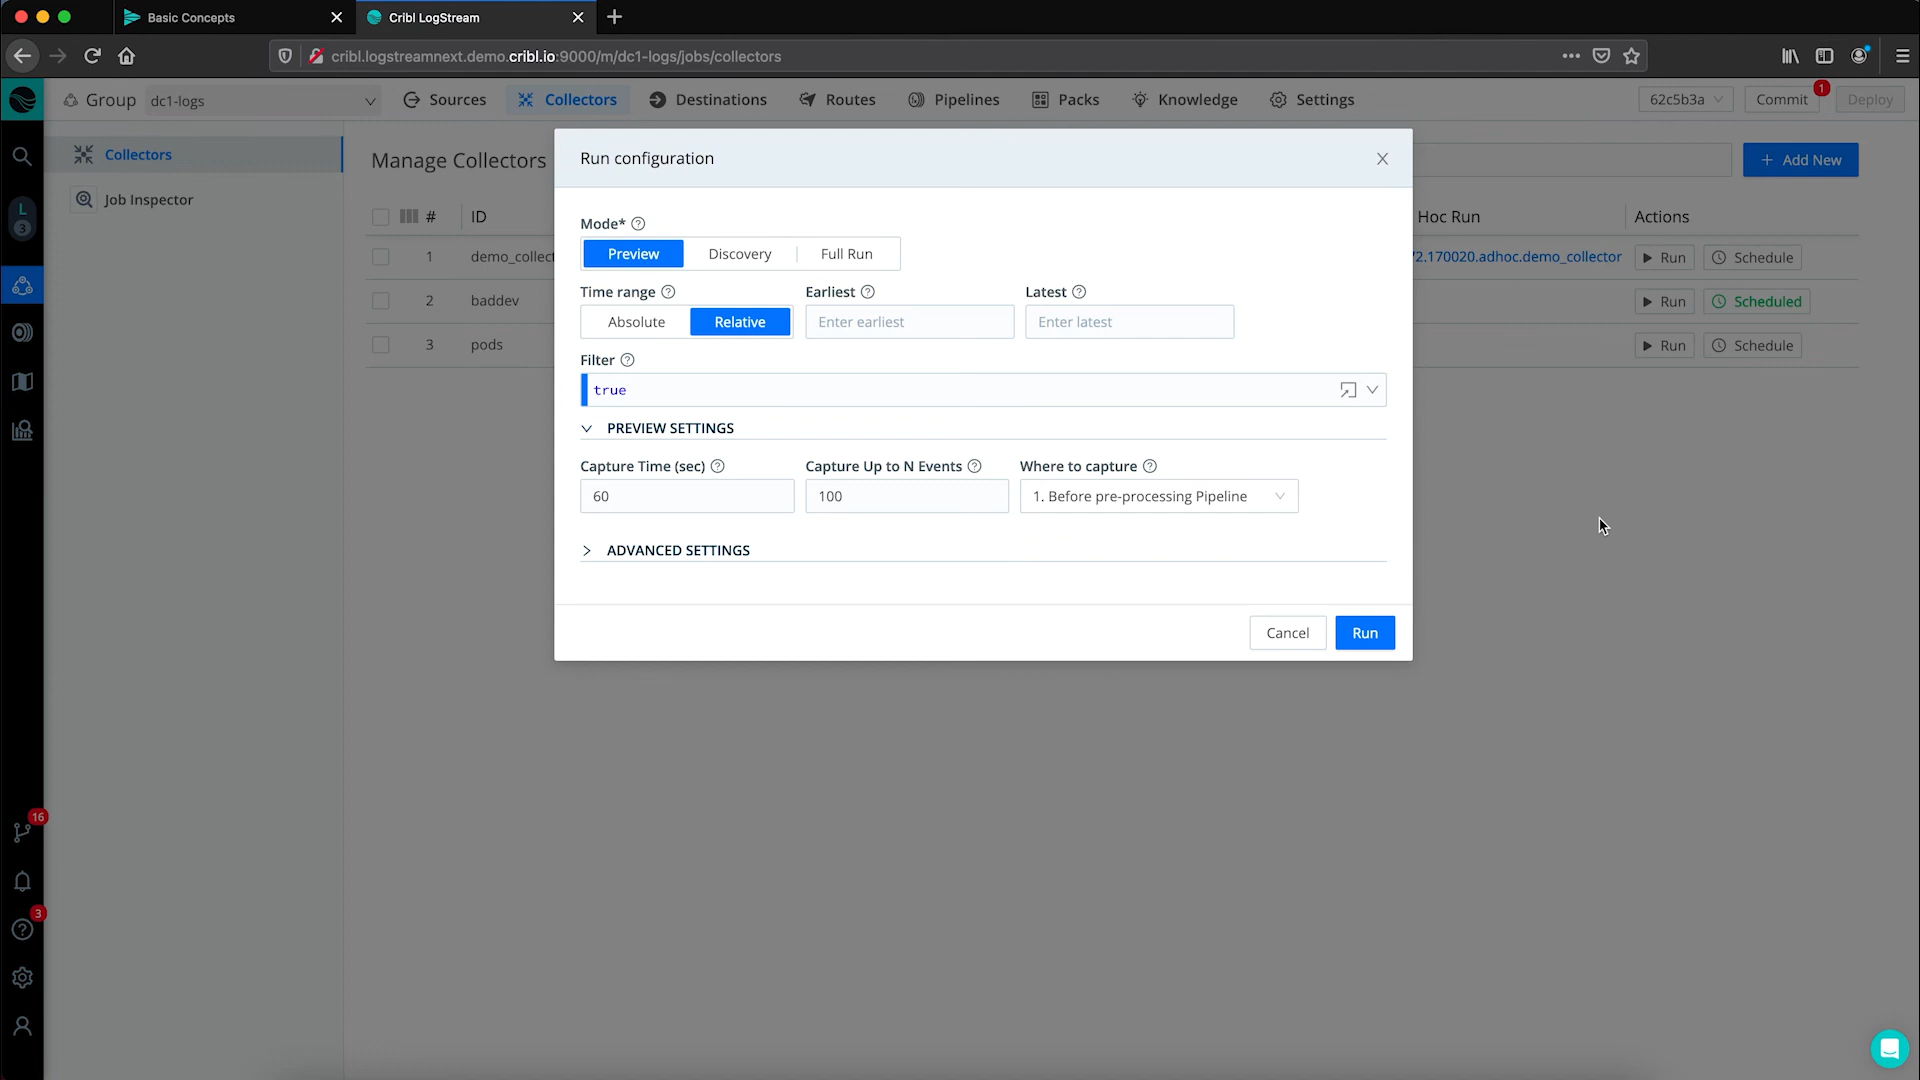 Basic Concepts
Cribl LogStream
cribl.logstreamnext.demo.cribl.io:9000/m/dc1-logs/jobs/collectors
Group dc1-logs Sources Collectors Destinations Routes Pipelines Packs Knowledge Settings 62c5b3a Commit 1 Deploy
Collectors
Job Inspector
L
3
16
3
Manage Collectors
+ Add New
# ID Hoc Run Actions
1 demo_collect 72.170020.adhoc.demo_collector Run Schedule
2 baddev Run Scheduled
3 pods Run Schedule
Run configuration
Mode*
Preview Discovery Full Run
Time range Earliest Latest
Absolute Relative Enter earliest Enter latest
Filter
true
PREVIEW SETTINGS
Capture Time (sec) Capture Up to N Events Where to capture
60 100 1. Before pre-processing Pipeline
ADVANCED SETTINGS
Cancel Run